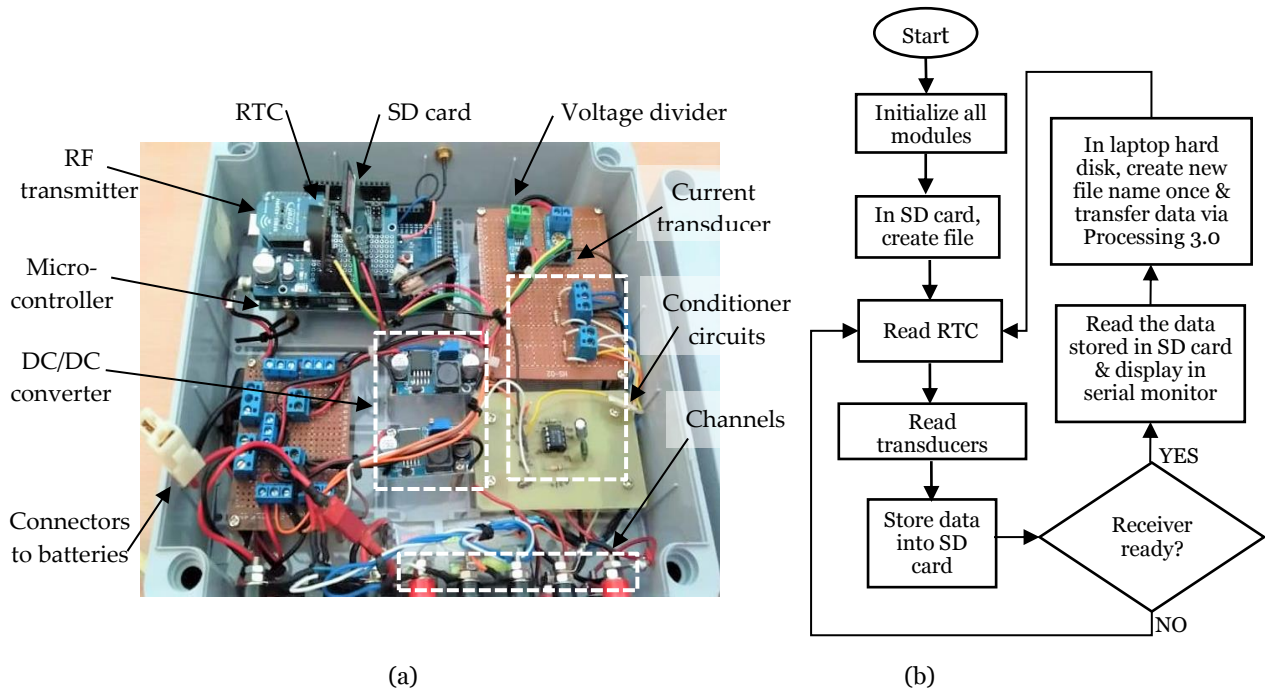 RTC
SD card
Voltage divider
RF
transmitter
Current
transducer
Micro-
controller
Conditioner
circuits
DC/DC
converter
Channels
Connectors
to batteries
(a)
Start
Initialize all
modules
In SD card,
create file
Read RTC
Read
transducers
Store data
into SD
card
Receiver
ready?
YES
NO
Read the data
stored in SD card
& display in
serial monitor
In laptop hard
disk, create new
file name once &
transfer data via
Processing 3.0
(b)